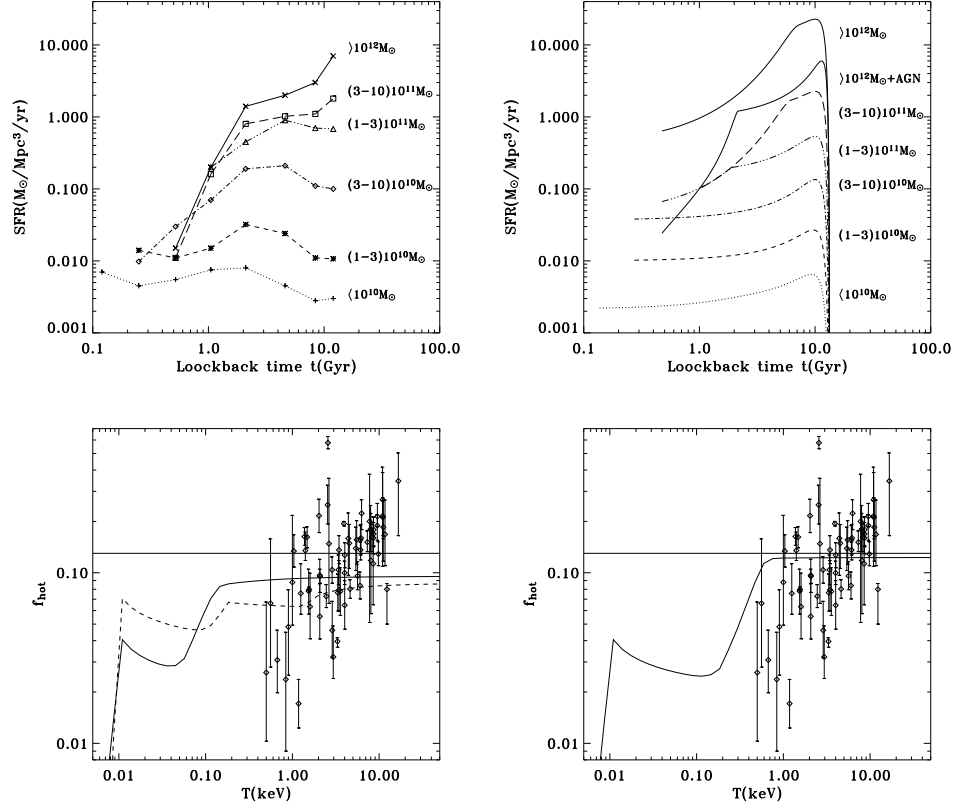 10.000
1.000
0.100
0.010
0.001
SFR(M⊙/Mpc³/yr)
⟩10¹²M⊙
(3−10)10¹¹M⊙
(1−3)10¹¹M⊙
(3−10)10¹⁰M⊙
(1−3)10¹⁰M⊙
⟨10¹⁰M⊙
0.1 1.0 10.0 100.0
Loockback time t(Gyr)
10.000
1.000
0.100
0.010
0.001
SFR(M⊙/Mpc³/yr)
⟩10¹²M⊙
⟩10¹²M⊙+AGN
(3−10)10¹¹M⊙
(1−3)10¹¹M⊙
(3−10)10¹⁰M⊙
(1−3)10¹⁰M⊙
⟨10¹⁰M⊙
0.1 1.0 10.0 100.0
Loockback time t(Gyr)
0.10
0.01
f_hot
0.01 0.10 1.00 10.00
T(keV)
0.10
0.01
f_hot
0.01 0.10 1.00 10.00
T(keV)